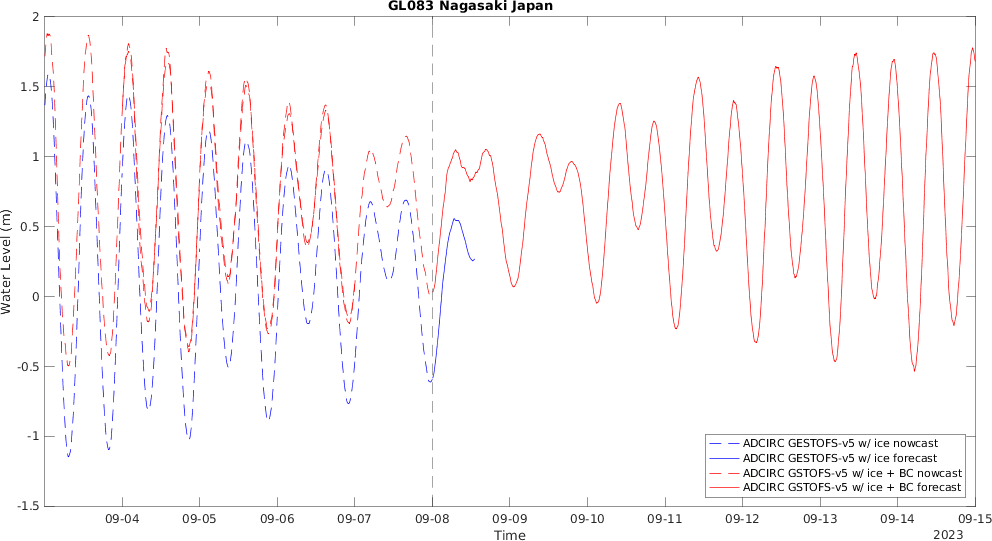 GL083 Nagasaki Japan
2
1.5
1
0.5
0
-0.5
-1
-1.5
Water Level (m)
ADCIRC GESTOFS-v5 w/ ice nowcast
ADCIRC GESTOFS-v5 w/ ice forecast
ADCIRC GSTOFS-v5 w/ ice + BC nowcast
ADCIRC GSTOFS-v5 w/ ice + BC forecast
09-04 09-05 09-06 09-07 09-08 09-09 09-10 09-11 09-12 09-13 09-14 09-15
Time
2023